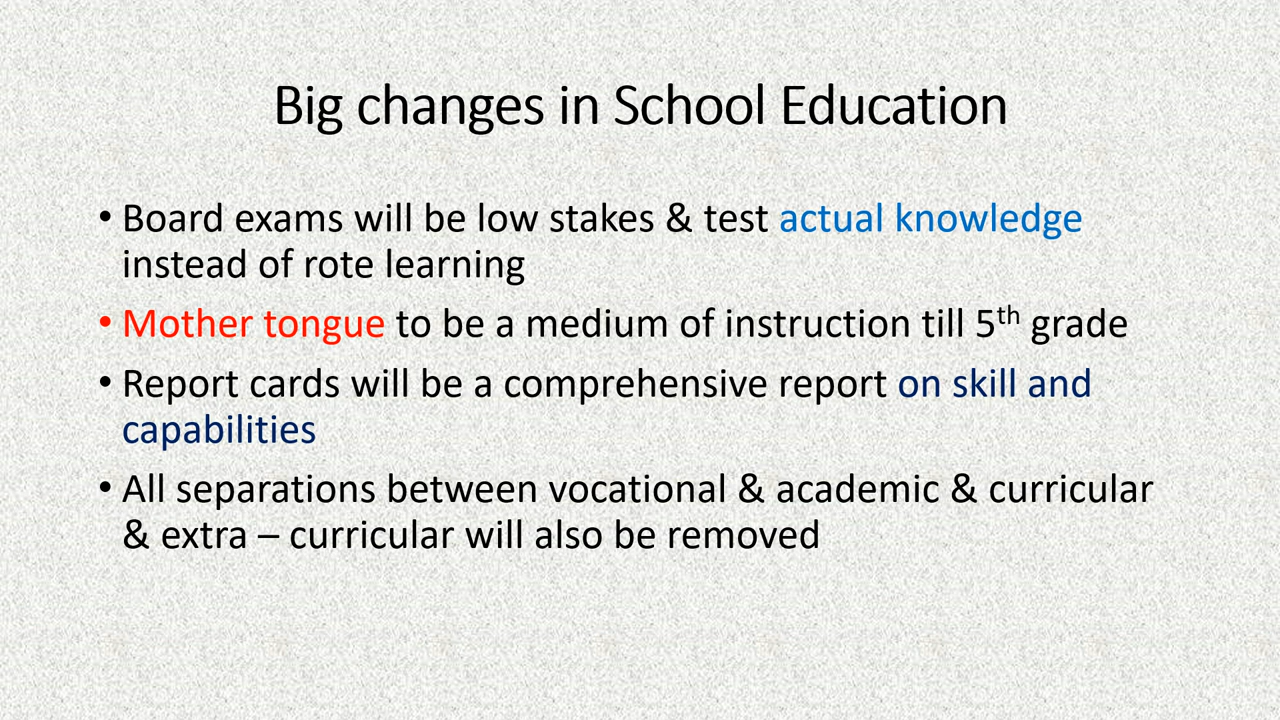 Big changes in School Education
• Board exams will be low stakes & test actual knowledge
instead of rote learning
• Mother tongue to be a medium of instruction till 5th grade
• Report cards will be a comprehensive report on skill and
capabilities
• All separations between vocational & academic & curricular
& extra – curricular will also be removed